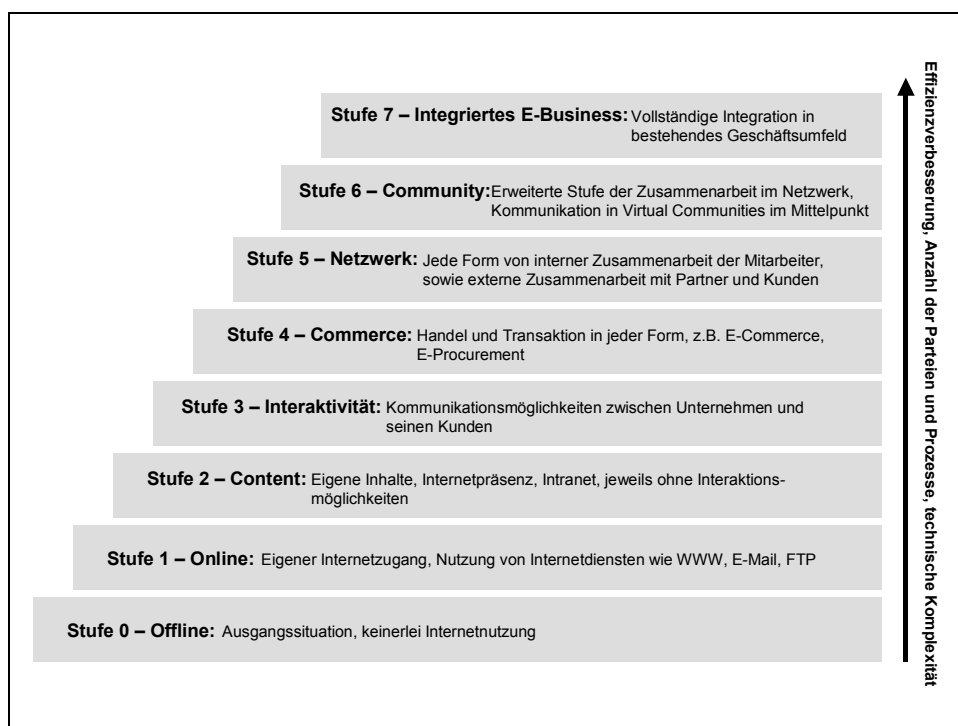 Stufe 7 – Integriertes E-Business: Vollständige Integration in
bestehendes Geschäftsumfeld
Stufe 6 – Community: Erweiterte Stufe der Zusammenarbeit im Netzwerk,
Kommunikation in Virtual Communities im Mittelpunkt
Stufe 5 – Netzwerk: Jede Form von interner Zusammenarbeit der Mitarbeiter,
sowie externe Zusammenarbeit mit Partner und Kunden
Stufe 4 – Commerce: Handel und Transaktion in jeder Form, z.B. E-Commerce,
E-Procurement
Stufe 3 – Interaktivität: Kommunikationsmöglichkeiten zwischen Unternehmen und
seinen Kunden
Stufe 2 – Content: Eigene Inhalte, Internetpräsenz, Intranet, jeweils ohne Interaktions-
möglichkeiten
Stufe 1 – Online: Eigener Internetzugang, Nutzung von Internetdiensten wie WWW, E-Mail, FTP
Stufe 0 – Offline: Ausgangssituation, keinerlei Internetnutzung
Effizienzverbesserung, Anzahl der Parteien und Prozesse, technische Komplexität